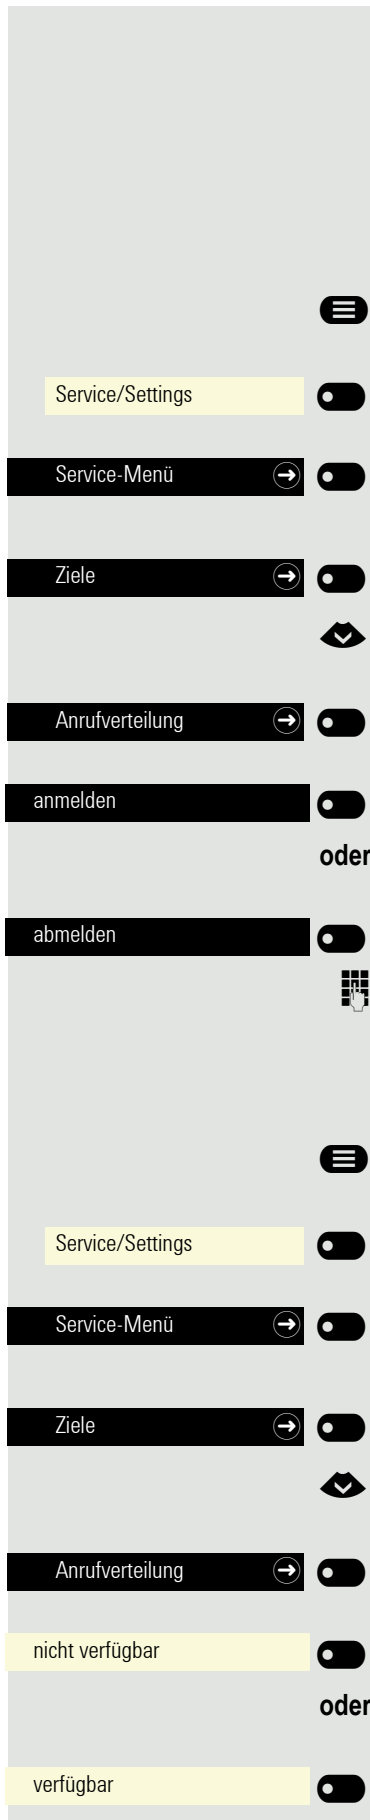 Service/Settings
Service-Menü
Ziele
Anrufverteilung
anmelden
oder
abmelden
Service/Settings
Service-Menü
Ziele
Anrufverteilung
nicht verfügbar
oder
verfügbar